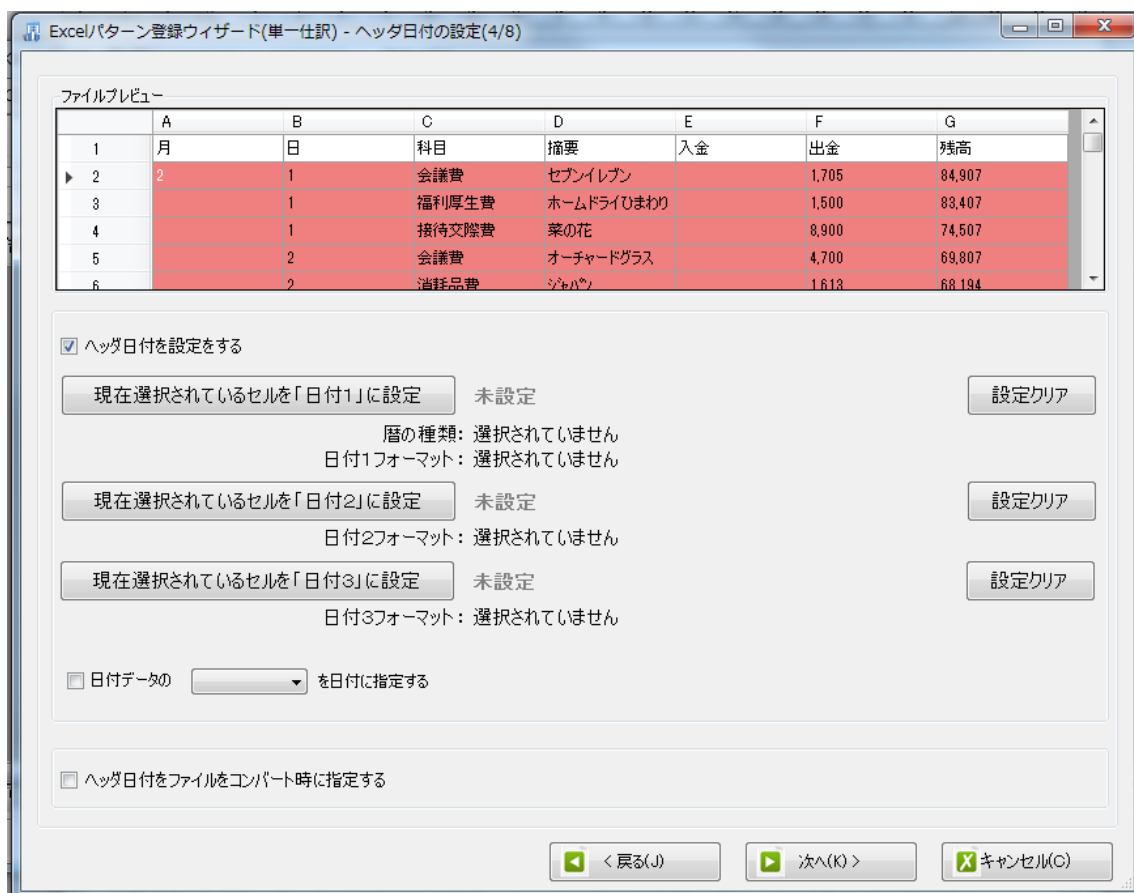 Excelパターン登録ウィザード(単一仕訳) - ヘッダ日付の設定(4/8)
ファイルプレビュー
A B C D E F G
1 月 日 科目 摘要 入金 出金 残高
2 2 1 会議費 セブンイレブン 1,705 84,907
3 1 福利厚生費 ホームドライひまわり 1,500 83,407
4 1 接待交際費 菜の花 8,900 74,507
5 2 会議費 オーチャードグラス 4,700 69,807
6 2 消耗品費 ジャパン 1,613 68,194
ヘッダ日付を設定をする
現在選択されているセルを「日付1」に設定 未設定 設定クリア
暦の種類: 選択されていません
日付1フォーマット: 選択されていません
現在選択されているセルを「日付2」に設定 未設定 設定クリア
日付2フォーマット: 選択されていません
現在選択されているセルを「日付3」に設定 未設定 設定クリア
日付3フォーマット: 選択されていません
日付データの を日付に指定する
ヘッダ日付をファイルをコンバート時に指定する
< 戻る(J) 次へ(K) > キャンセル(C)